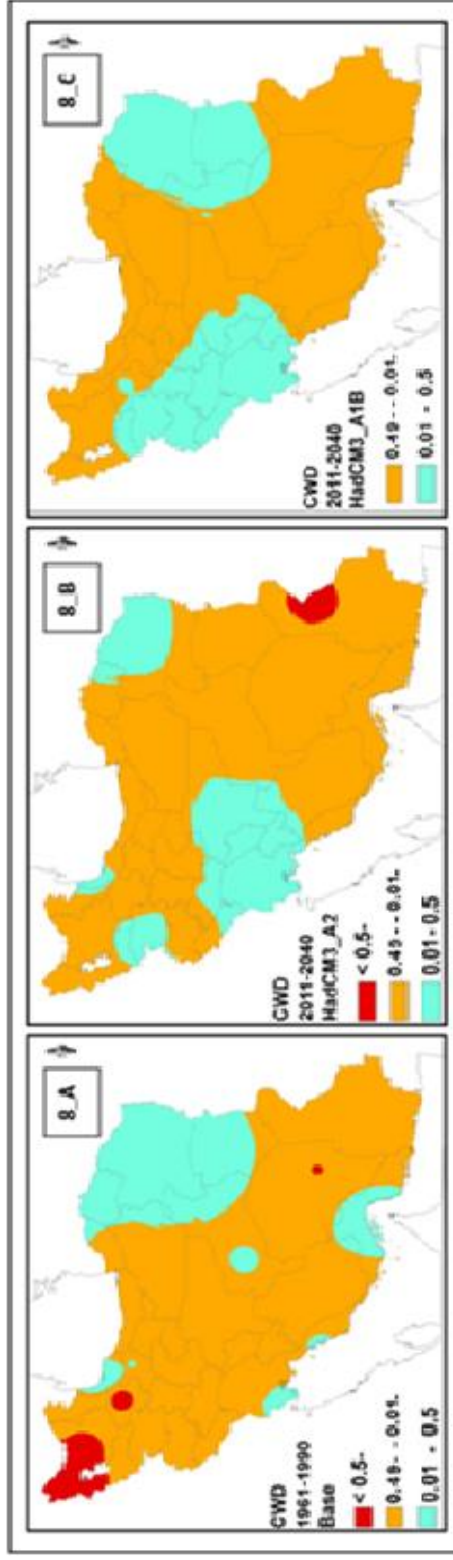 8_A
CWD
1961-1990
Base
< 0.5-
0.49- - 0.01-
0.01 - 0.5
8_B
CWD
2011-2040
HadCM3_A2
< 0.5-
0.49 - - 0.01-
0.01 - 0.5
8_C
CWD
2011-2040
HadCM3_A1B
0.49 - - 0.01-
0.01 - 0.5